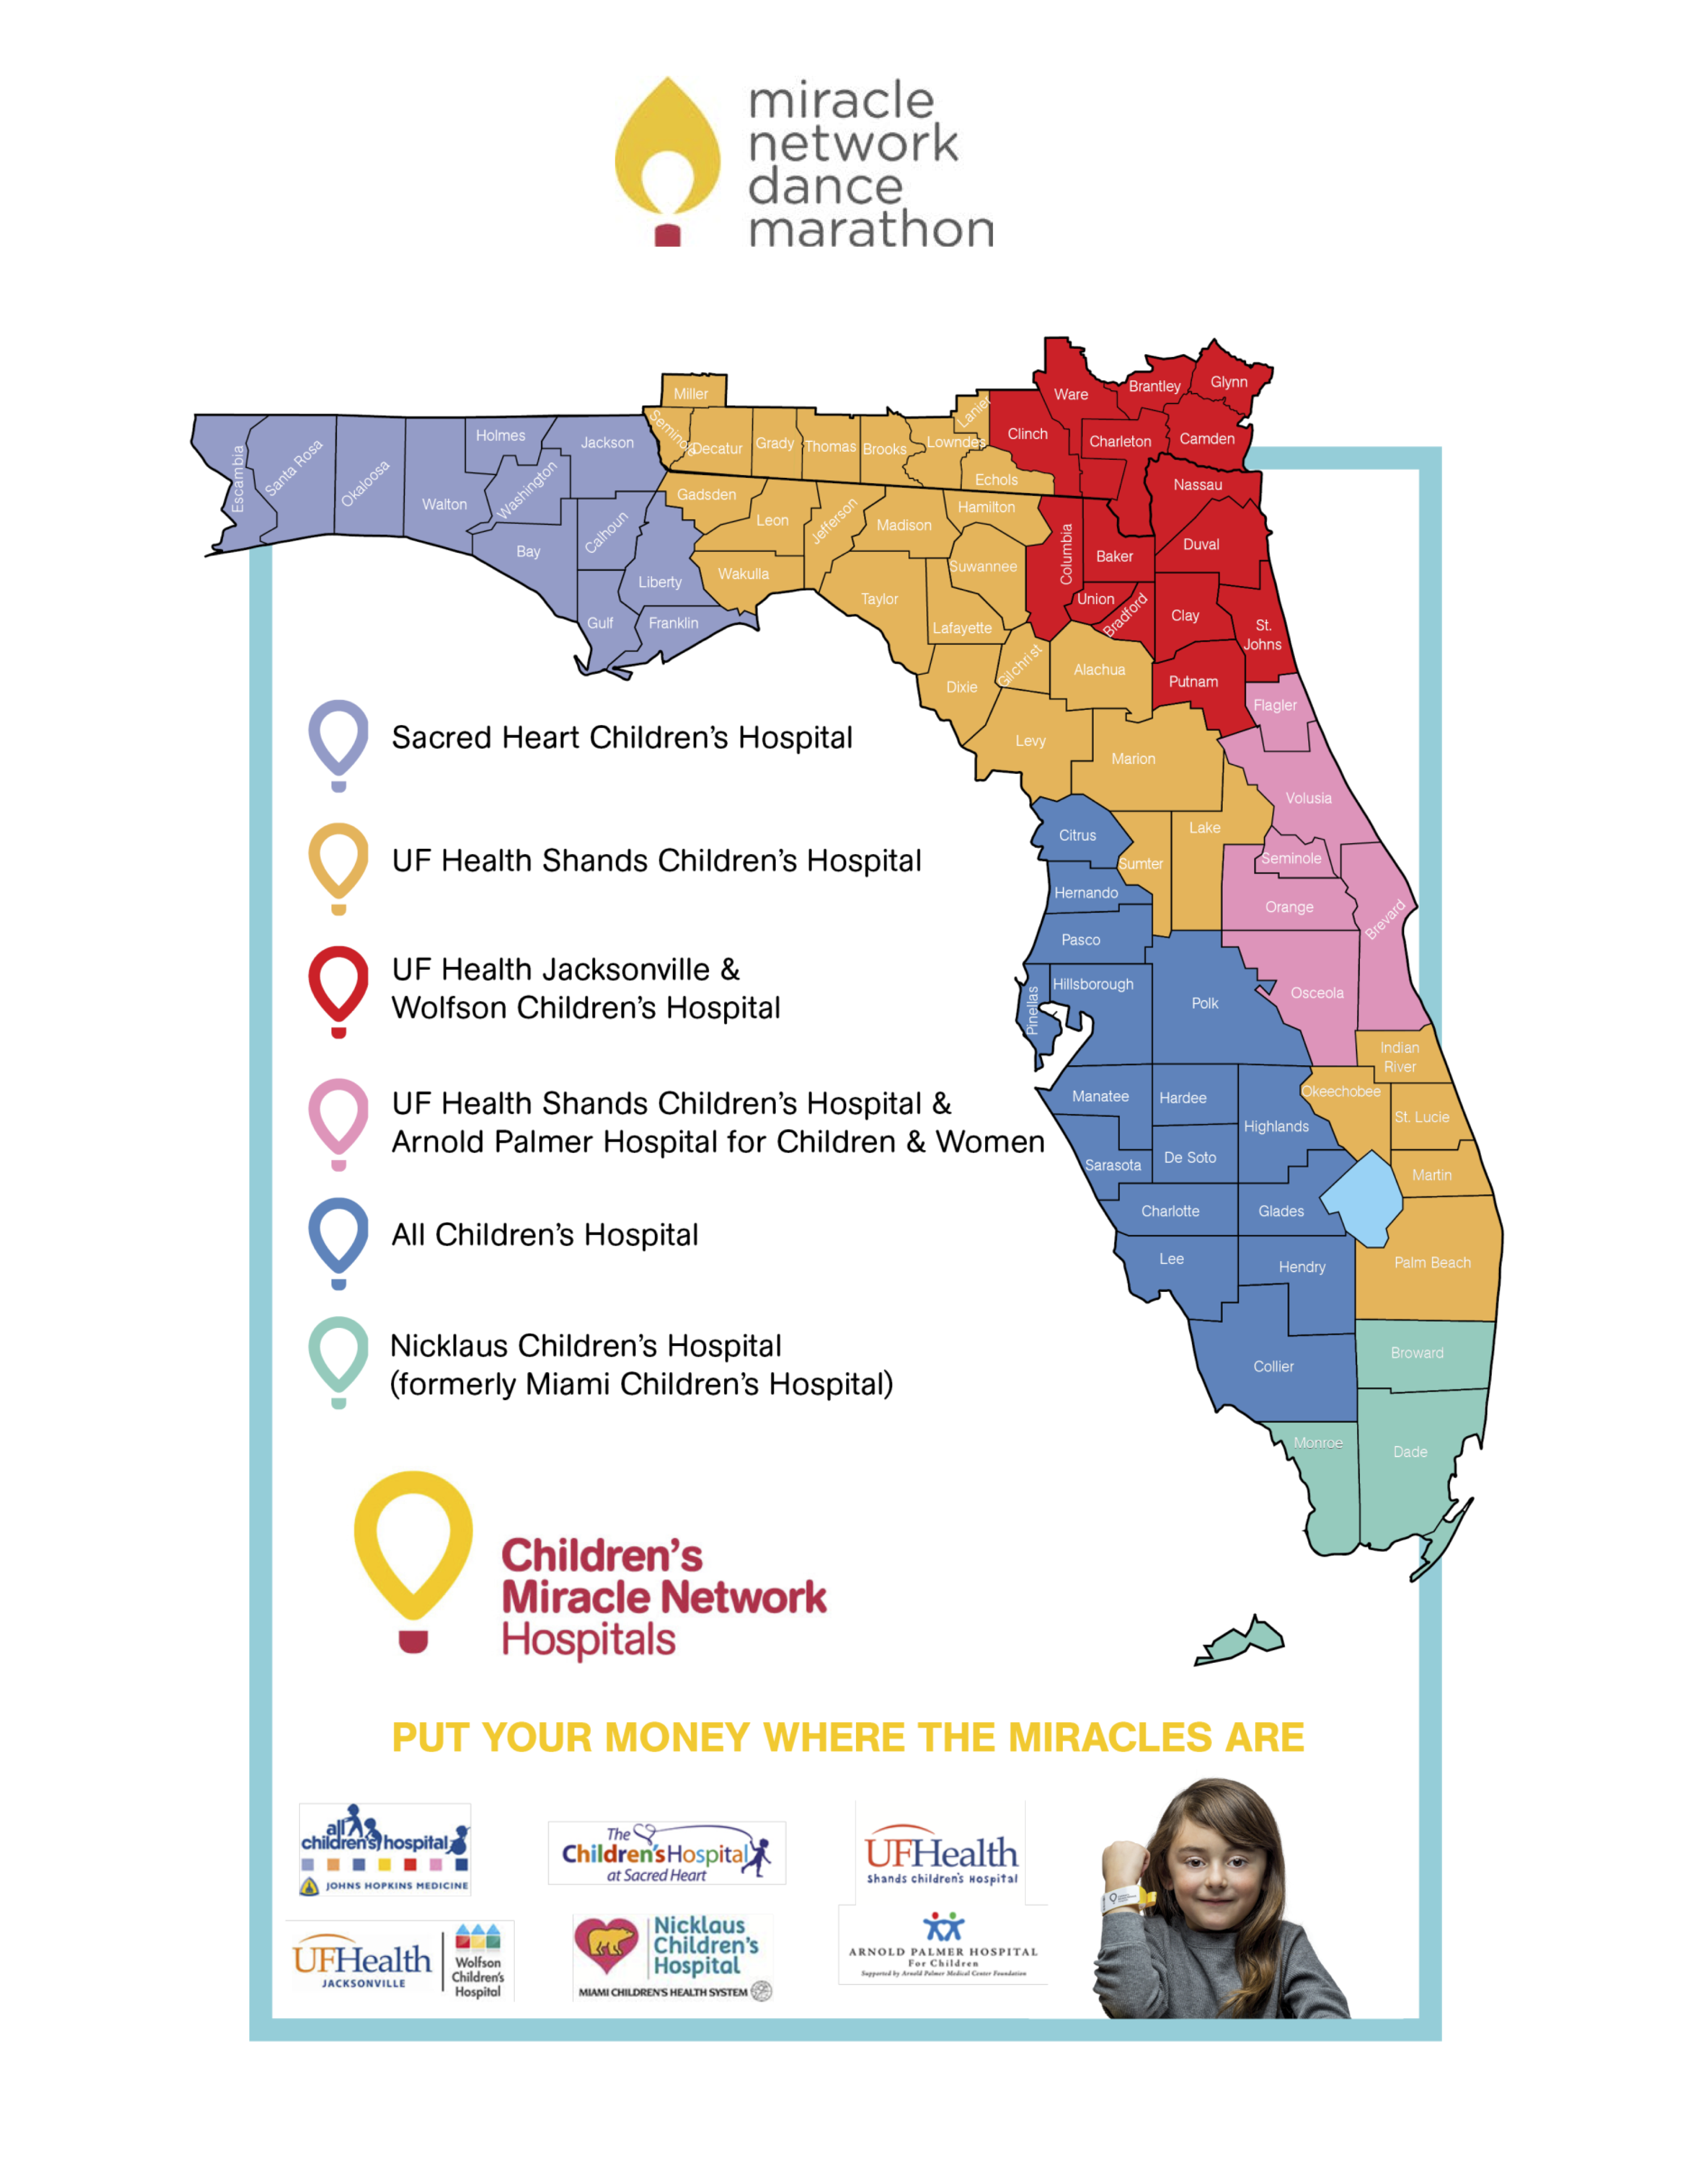 miracle
network
dance
marathon
Miller
Seminole
Decatur
Grady
Thomas
Brooks
Lowndes
Lanier
Echols
Clinch
Ware
Brantley
Glynn
Charleton
Camden
Escambia
Santa Rosa
Okaloosa
Walton
Holmes
Washington
Jackson
Bay
Calhoun
Gulf
Liberty
Franklin
Gadsden
Leon
Wakulla
Jefferson
Madison
Taylor
Hamilton
Suwannee
Lafayette
Dixie
Gilchrist
Columbia
Baker
Nassau
Duval
Union
Bradford
Clay
St.
Johns
Alachua
Putnam
Flagler
Levy
Marion
Volusia
Citrus
Sumter
Lake
Seminole
Hernando
Orange
Brevard
Pasco
Pinellas
Hillsborough
Polk
Osceola
Indian
River
Manatee
Hardee
Highlands
Okeechobee
St. Lucie
Sarasota
De Soto
Martin
Charlotte
Glades
Lee
Hendry
Palm Beach
Collier
Broward
Monroe
Dade
Sacred Heart Children's Hospital
UF Health Shands Children's Hospital
UF Health Jacksonville &
Wolfson Children's Hospital
UF Health Shands Children's Hospital &
Arnold Palmer Hospital for Children & Women
All Children's Hospital
Nicklaus Children's Hospital
(formerly Miami Children's Hospital)
Children's
Miracle Network
Hospitals
PUT YOUR MONEY WHERE THE MIRACLES ARE
all
children's hospital
JOHNS HOPKINS MEDICINE
The
Children's Hospital
at Sacred Heart
UFHealth
Shands children's Hospital
UFHealth
JACKSONVILLE
Wolfson
Children's
Hospital
Nicklaus
Children's
Hospital
MIAMI CHILDREN'S HEALTH SYSTEM
ARNOLD PALMER HOSPITAL
For Children
Supported by Arnold Palmer Medical Center Foundation